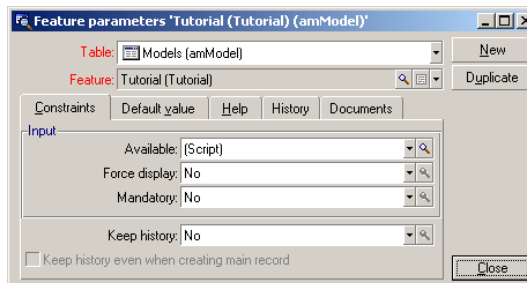 Feature parameters 'Tutorial (Tutorial) (amModel)'
Table: Models (amModel)
New
Feature: Tutorial (Tutorial)
Duplicate
Constraints Default value Help History Documents
Input
Available: (Script)
Force display: No
Mandatory: No
Keep history: No
Keep history even when creating main record
Close